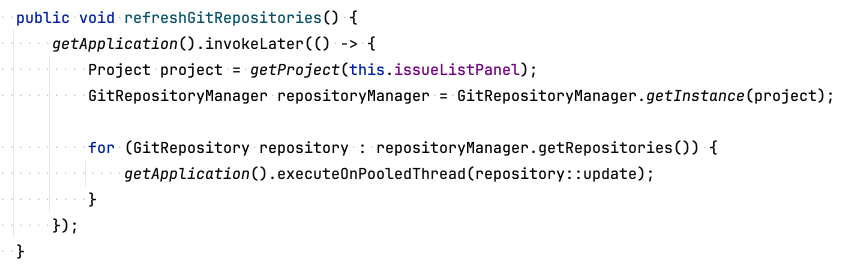 public void refreshGitRepositories() {
    getApplication().invokeLater(() -> {
        Project project = getProject(this.issueListPanel);
        GitRepositoryManager repositoryManager = GitRepositoryManager.getInstance(project);

        for (GitRepository repository : repositoryManager.getRepositories()) {
            getApplication().executeOnPooledThread(repository::update);
        }
    });
}